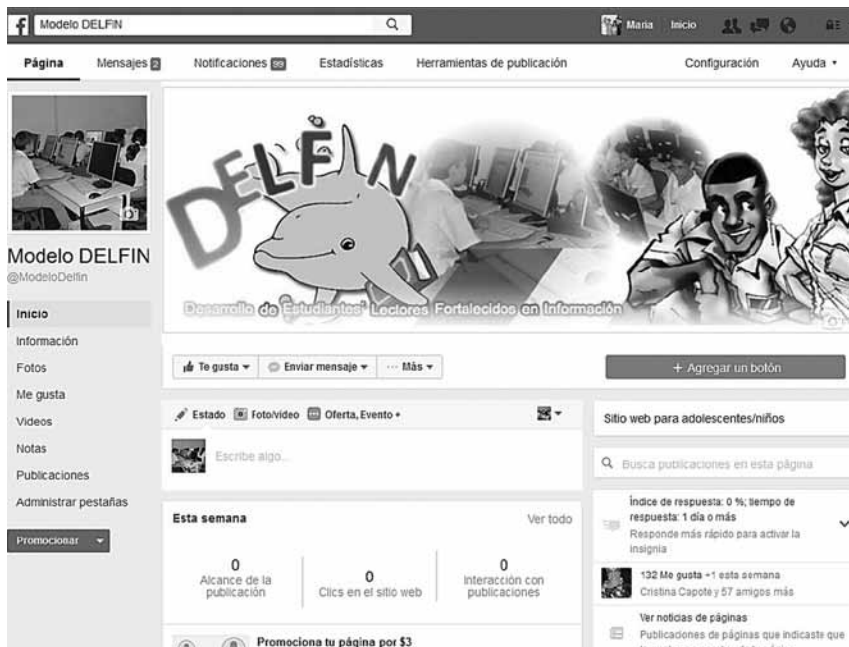 Modelo DELFIN
Maria Inicio
Página Mensajes 2 Notificaciones 99 Estadísticas Herramientas de publicación Configuración Ayuda
DELFIN
Desarrollo de Estudiantes Lectores Fortalecidos en Información
Modelo DELFIN
@ModeloDelfin
Inicio
Información
Fotos
Me gusta
Videos
Notas
Publicaciones
Administrar pestañas
Promocionar
Te gusta Enviar mensaje ··· Más
+ Agregar un botón
Estado Foto/video Oferta, Evento +
Escribe algo...
Esta semana Ver todo
0
Alcance de la
publicación
0
Clics en el sitio web
0
Interacción con
publicaciones
Promociona tu página por $3
Sitio web para adolescentes/niños
Busca publicaciones en esta página
Índice de respuesta: 0 %; tiempo de
respuesta: 1 día o más
Responde más rápido para activar la
insignia
132 Me gusta +1 esta semana
Cristina Capote y 57 amigos más
Ver noticias de páginas
Publicaciones de páginas que indicaste que